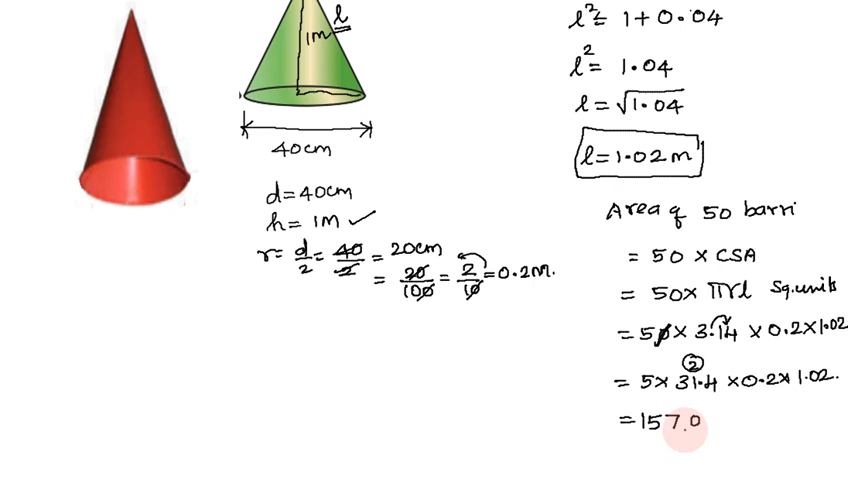 l
1m
40cm
d=40cm
h= 1m ✓
r= d/2 = 40/2 = 20cm
= 20/100 = 2/10 = 0.2m.
l²= 1+0.04
l²= 1.04
l= √1.04
l=1.02m
Area of 50 barri
= 50 × CSA
= 50× πrl Sq.units
= 50 × 3.14 × 0.2×1.02
2
= 5× 31.4 ×0.2×1.02.
=157.0